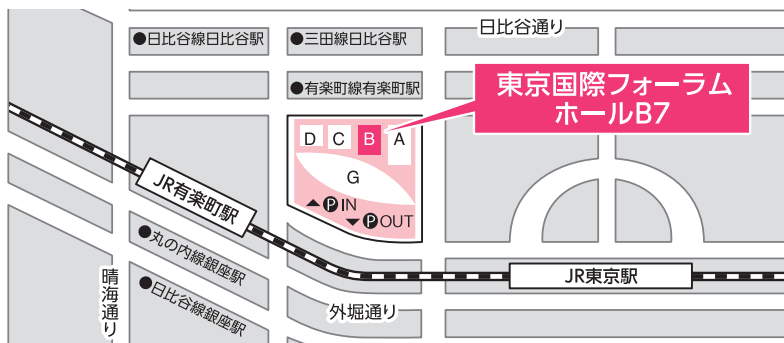 日比谷通り
●日比谷線日比谷駅
●三田線日比谷駅
●有楽町線有楽町駅
東京国際フォーラム
ホールB7
D C B A
G
▲P IN
▼P OUT
JR有楽町駅
●丸の内線銀座駅
●日比谷線銀座駅
晴海通り
外堀通り
JR東京駅